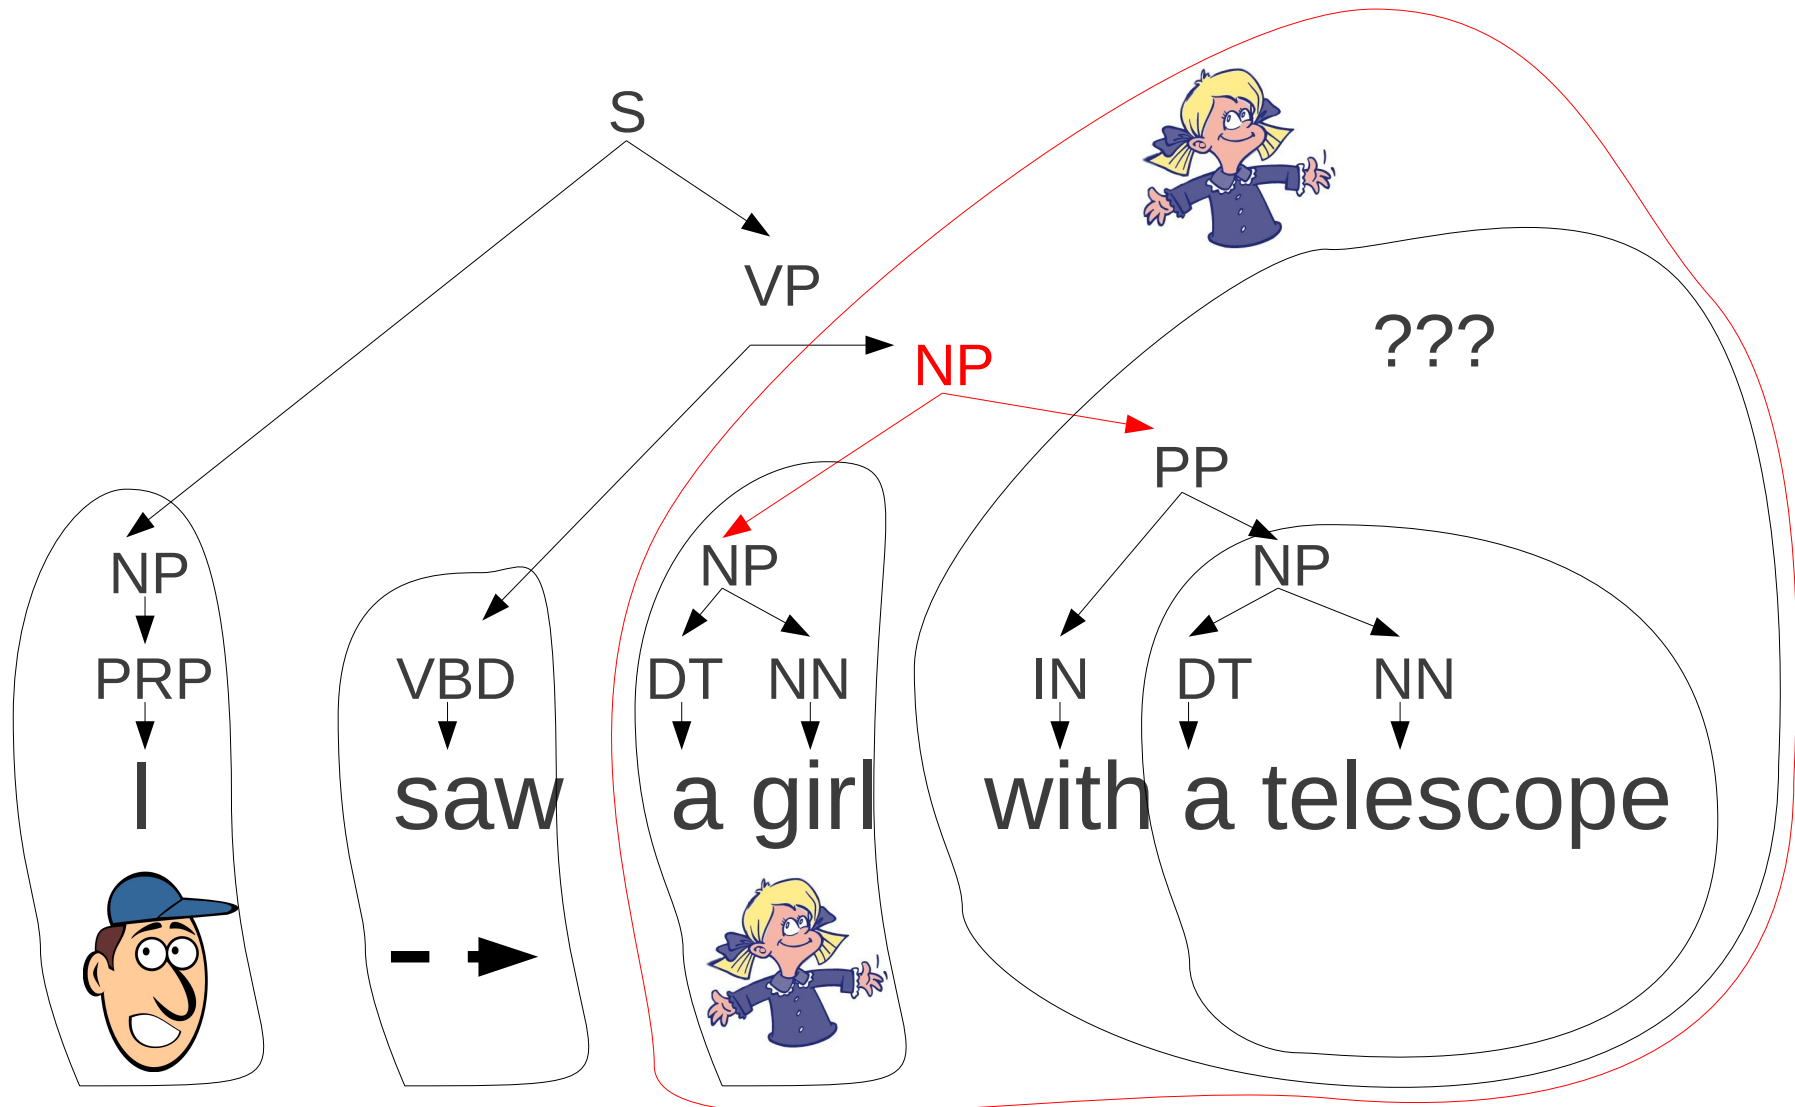 S
VP
???
NP
PP
NP NP NP
PRP VBD DT NN IN DT NN
I saw a girl with a telescope